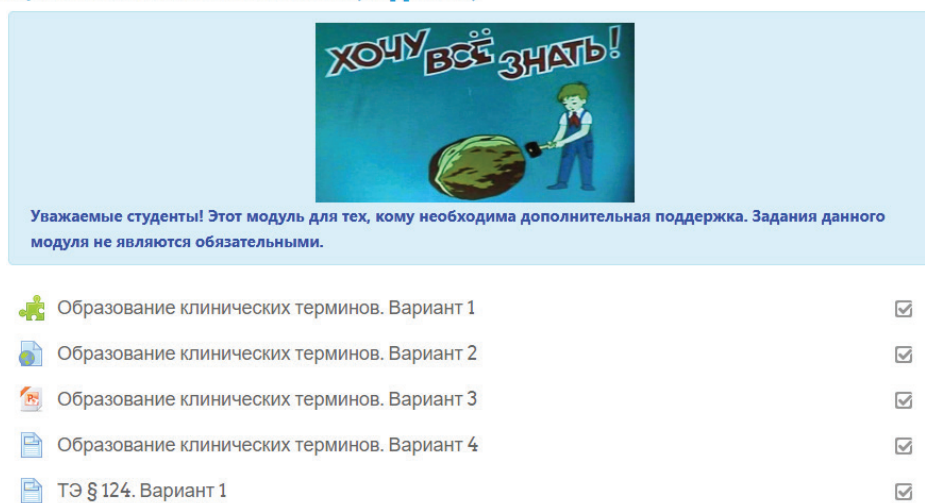 ХОЧУ ВСЁ ЗНАТЬ!
Уважаемые студенты! Этот модуль для тех, кому необходима дополнительная поддержка. Задания данного
модуля не являются обязательными.
Образование клинических терминов. Вариант 1
Образование клинических терминов. Вариант 2
Образование клинических терминов. Вариант 3
Образование клинических терминов. Вариант 4
ТЭ § 124. Вариант 1